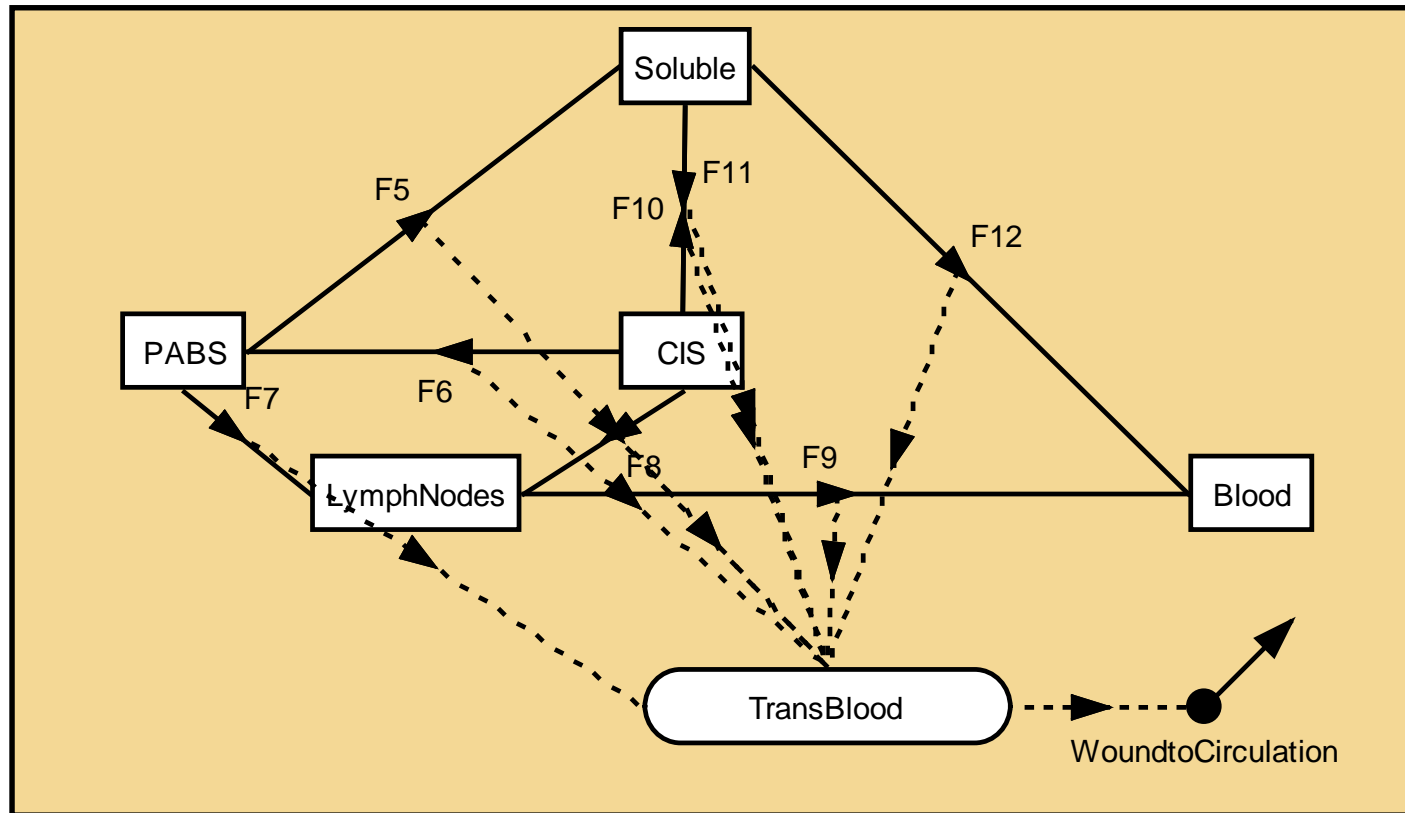 Soluble
F11
F5
F10
F12
PABS
CIS
F7
F6
F8
F9
LymphNodes
Blood
TransBlood
WoundtoCirculation